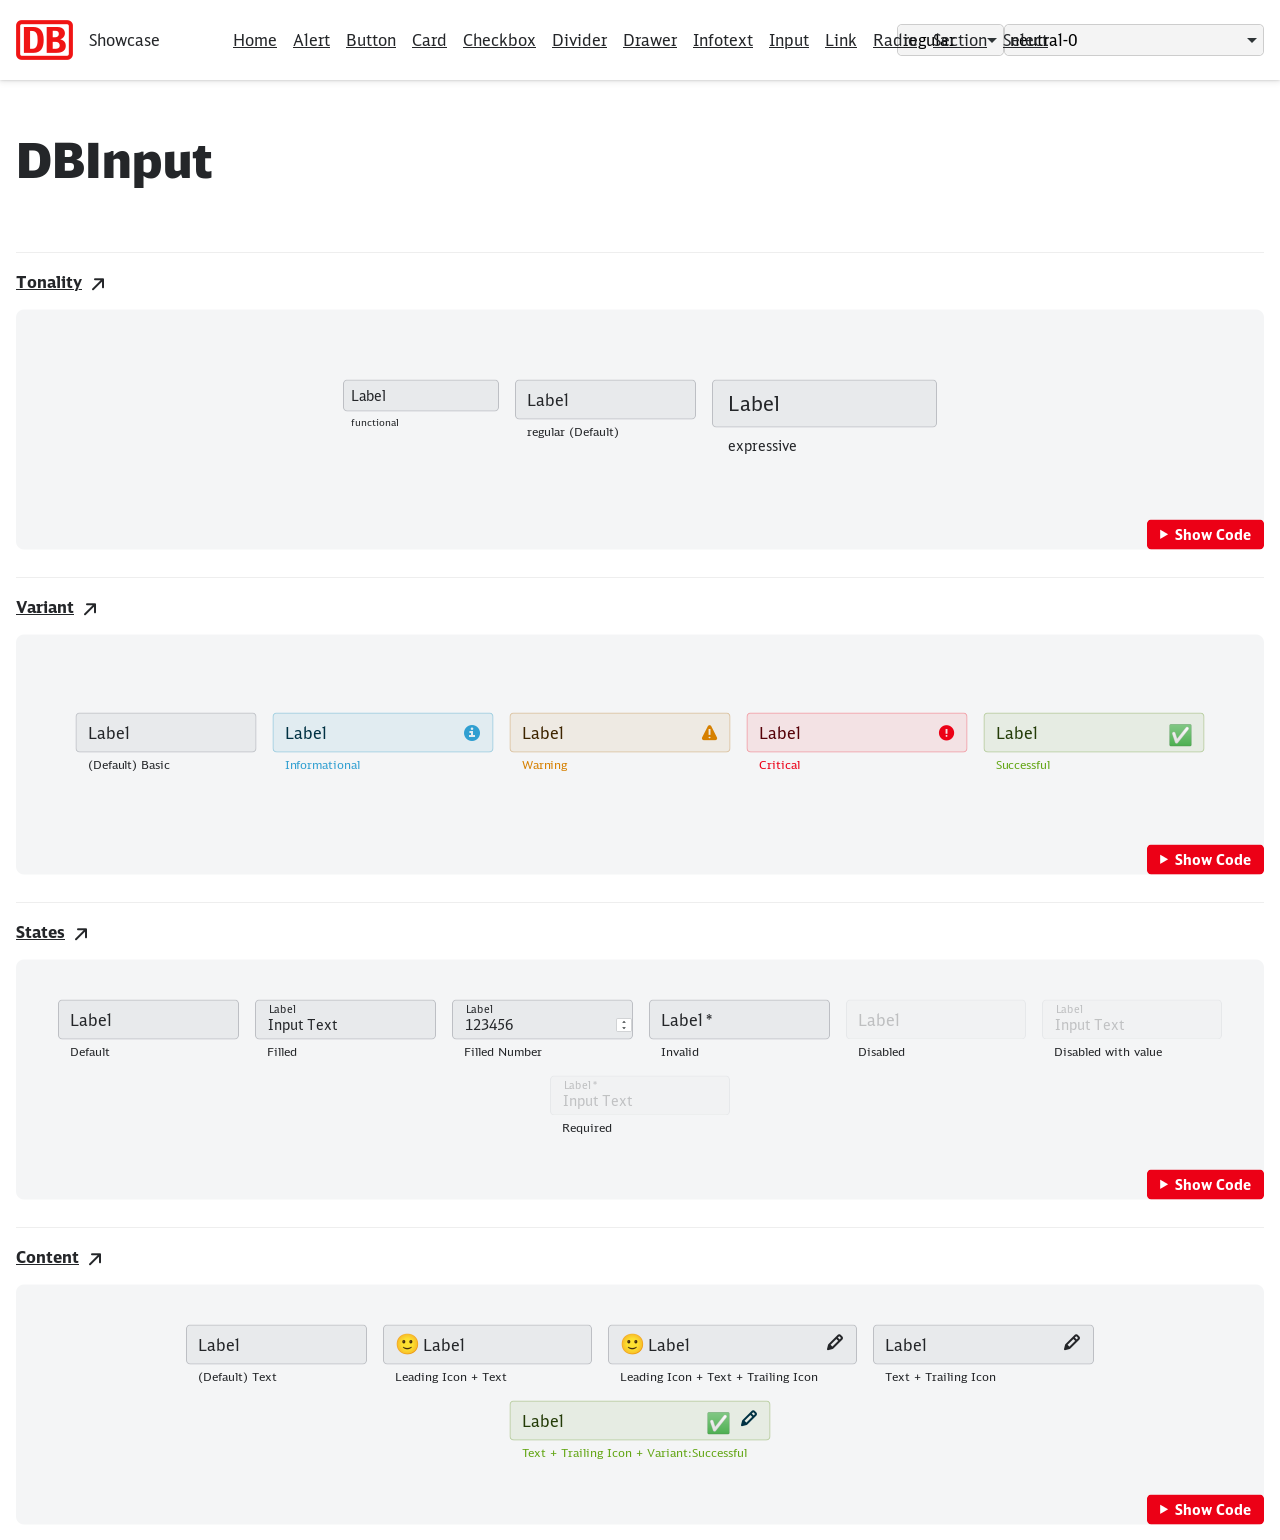 DB Showcase Home Alert Button Card Checkbox Divider Drawer Infotext Input Link Radio Section Select regular neutral-0
DBInput
Tonality
Label Label Label
functional regular (Default) expressive
Show Code
Variant
Label Label Label Label Label
(Default) Basic Informational Warning Critical Successful
Show Code
States
Label Label Label Label * Label Label
Input Text 123456 Input Text
Default Filled Filled Number Invalid Disabled Disabled with value
Label *
Input Text
Required
Show Code
Content
Label Label Label Label
(Default) Text Leading Icon + Text Leading Icon + Text + Trailing Icon Text + Trailing Icon
Label
Text + Trailing Icon + Variant:Successful
Show Code